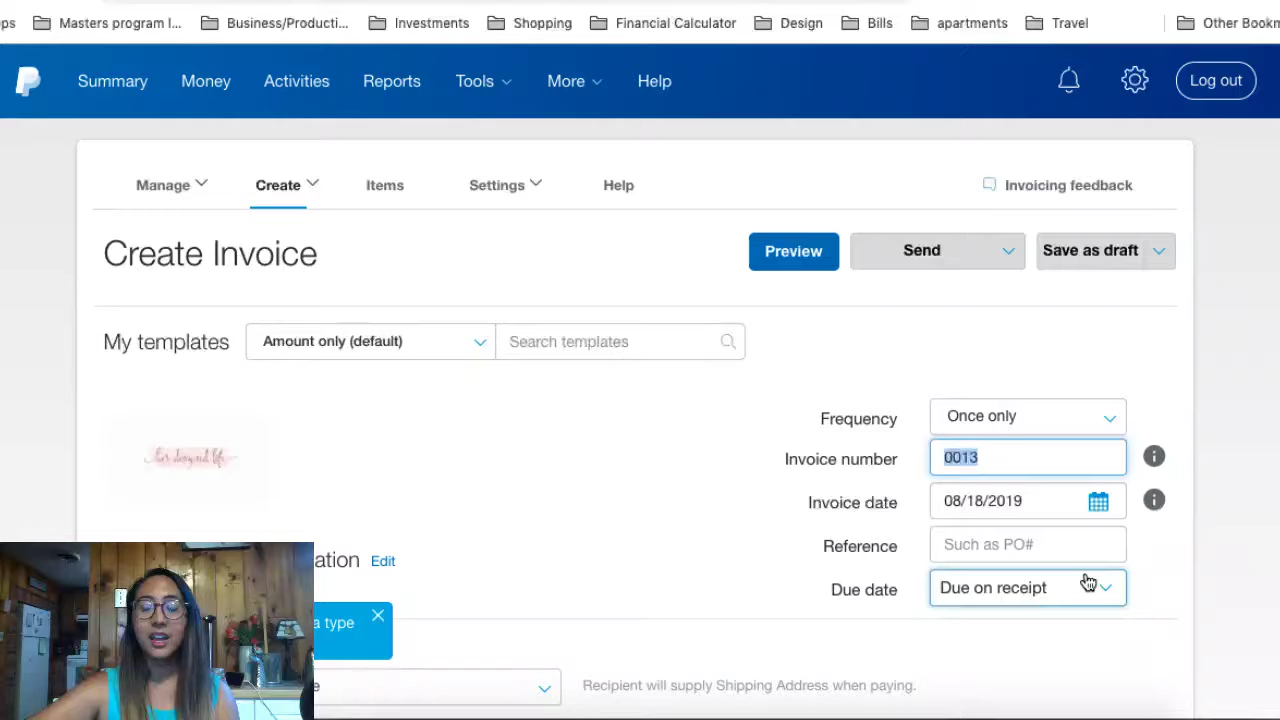 ps Masters program I... Business/Producti... Investments Shopping Financial Calculator Design Bills apartments Travel Other Bookm
Summary Money Activities Reports Tools More Help Log out
Manage Create Items Settings Help Invoicing feedback
Create Invoice Preview Send Save as draft
My templates Amount only (default) Search templates
Frequency Once only
her designed life
Invoice number 0013
Invoice date 08/18/2019
Reference Such as PO#
ation Edit
Due date Due on receipt
a type
e Recipient will supply Shipping Address when paying.